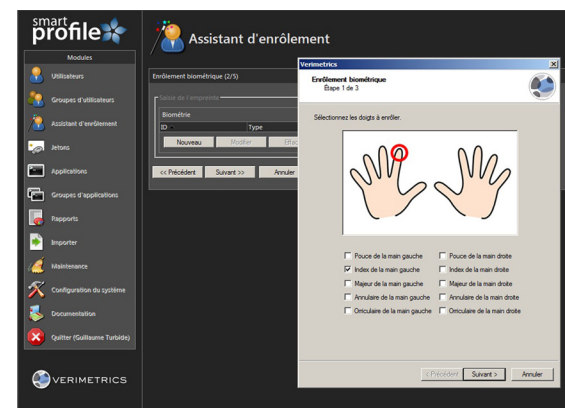 smart
profile
Modules
Utilisateurs
Groupes d'utilisateurs
Assistant d'enrôlement
Jetons
Applications
Groupes d'applications
Rapports
Importer
Maintenance
Configuration du système
Documentation
Quitter (Guillaume Turbide)
VERIMETRICS
Assistant d'enrôlement
Enrôlement biométrique (2/5)
Saisie de l'empreinte
Biométrie
ID
Type
Nouveau
Modifier
Effac
<< Précédent
Suivant >>
Annuler
Verimetrics
Enrôlement biométrique
Étape 1 de 3
Sélectionnez les doigts à enrôler.
Pouce de la main gauche
Pouce de la main droite
Index de la main gauche
Index de la main droite
Majeur de la main gauche
Majeur de la main droite
Annulaire de la main gauche
Annulaire de la main droite
Orriculaire de la main gauche
Orriculaire de la main droite
< Précédent
Suivant >
Annuler